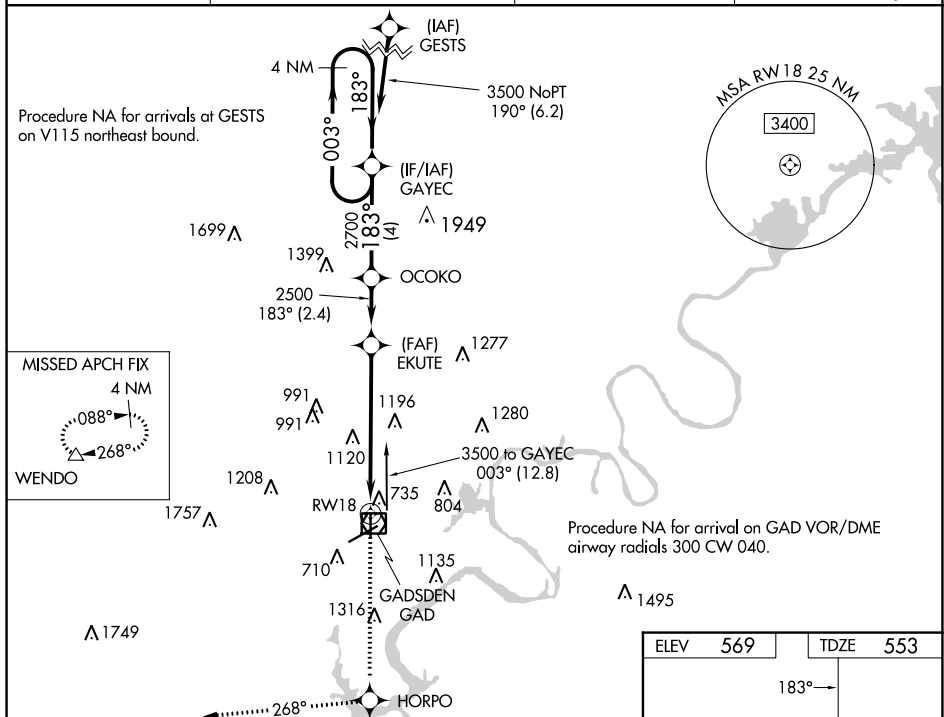 (IAF)
GESTS
4 NM
183°
003°
3500 NoPT
190° (6.2)
MSA RW18 25 NM
3400
Procedure NA for arrivals at GESTS
on V115 northeast bound.
(IF/IAF)
GAYEC
1949
2700
183°
(4)
1699
1399
OCOKO
2500
183° (2.4)
(FAF)
EKUTE
1277
MISSED APCH FIX
4 NM
088°
268°
WENDO
991
991
1196
1280
1120
3500 to GAYEC
003° (12.8)
1208
RW18
735
804
1757
Procedure NA for arrival on GAD VOR/DME
airway radials 300 CW 040.
710
1135
GADSDEN
GAD
1495
1316
1749
ELEV 569
TDZE 553
183°
HORPO
268°